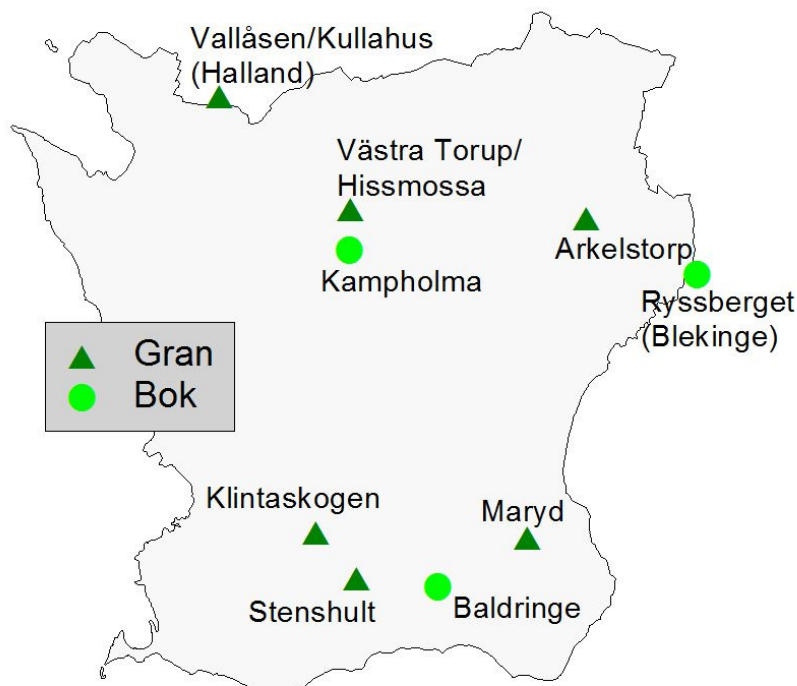 Vallåsen/Kullahus
(Halland)
Västra Torup/
Hissmossa
Arkelstorp
Kampholma
Ryssberget
(Blekinge)
Gran
Bok
Klintaskogen
Maryd
Stenshult
Baldringe